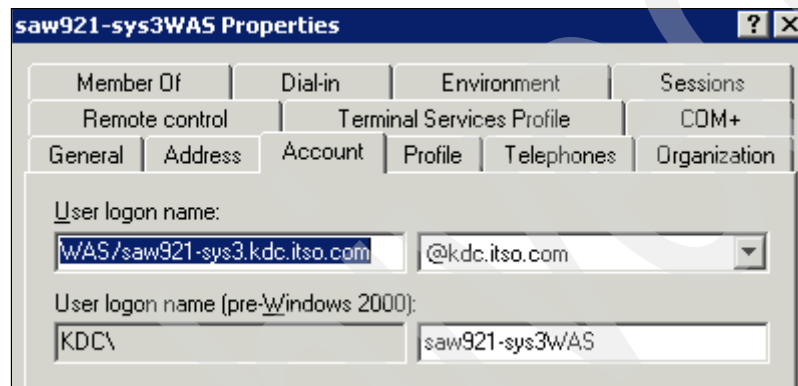 saw921-sys3WAS Properties ? X
Member Of Dial-in Environment Sessions
Remote control Terminal Services Profile COM+
General Address Account Profile Telephones Organization
User logon name:
WAS/saw921-sys3.kdc.itso.com @kdc.itso.com
User logon name (pre-Windows 2000):
KDC\ saw921-sys3WAS